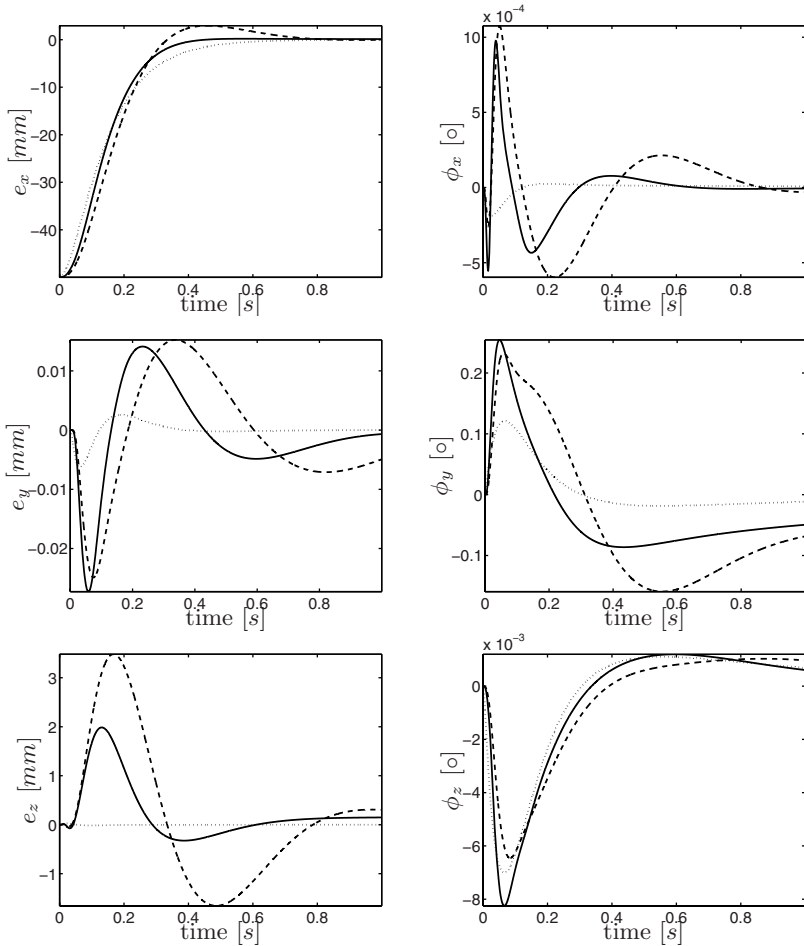 0
−10
−20
−30
−40
e_x [mm]
0 0.2 0.4 0.6 0.8
time [s]
x 10^−4
10
5
0
−5
ϕ_x [∘]
0 0.2 0.4 0.6 0.8
time [s]
0.01
0
−0.01
−0.02
e_y [mm]
0 0.2 0.4 0.6 0.8
time [s]
0.2
0.1
0
−0.1
ϕ_y [∘]
0 0.2 0.4 0.6 0.8
time [s]
3
2
1
0
−1
e_z [mm]
0 0.2 0.4 0.6 0.8
time [s]
x 10^−3
0
−2
−4
−6
−8
ϕ_z [∘]
0 0.2 0.4 0.6 0.8
time [s]